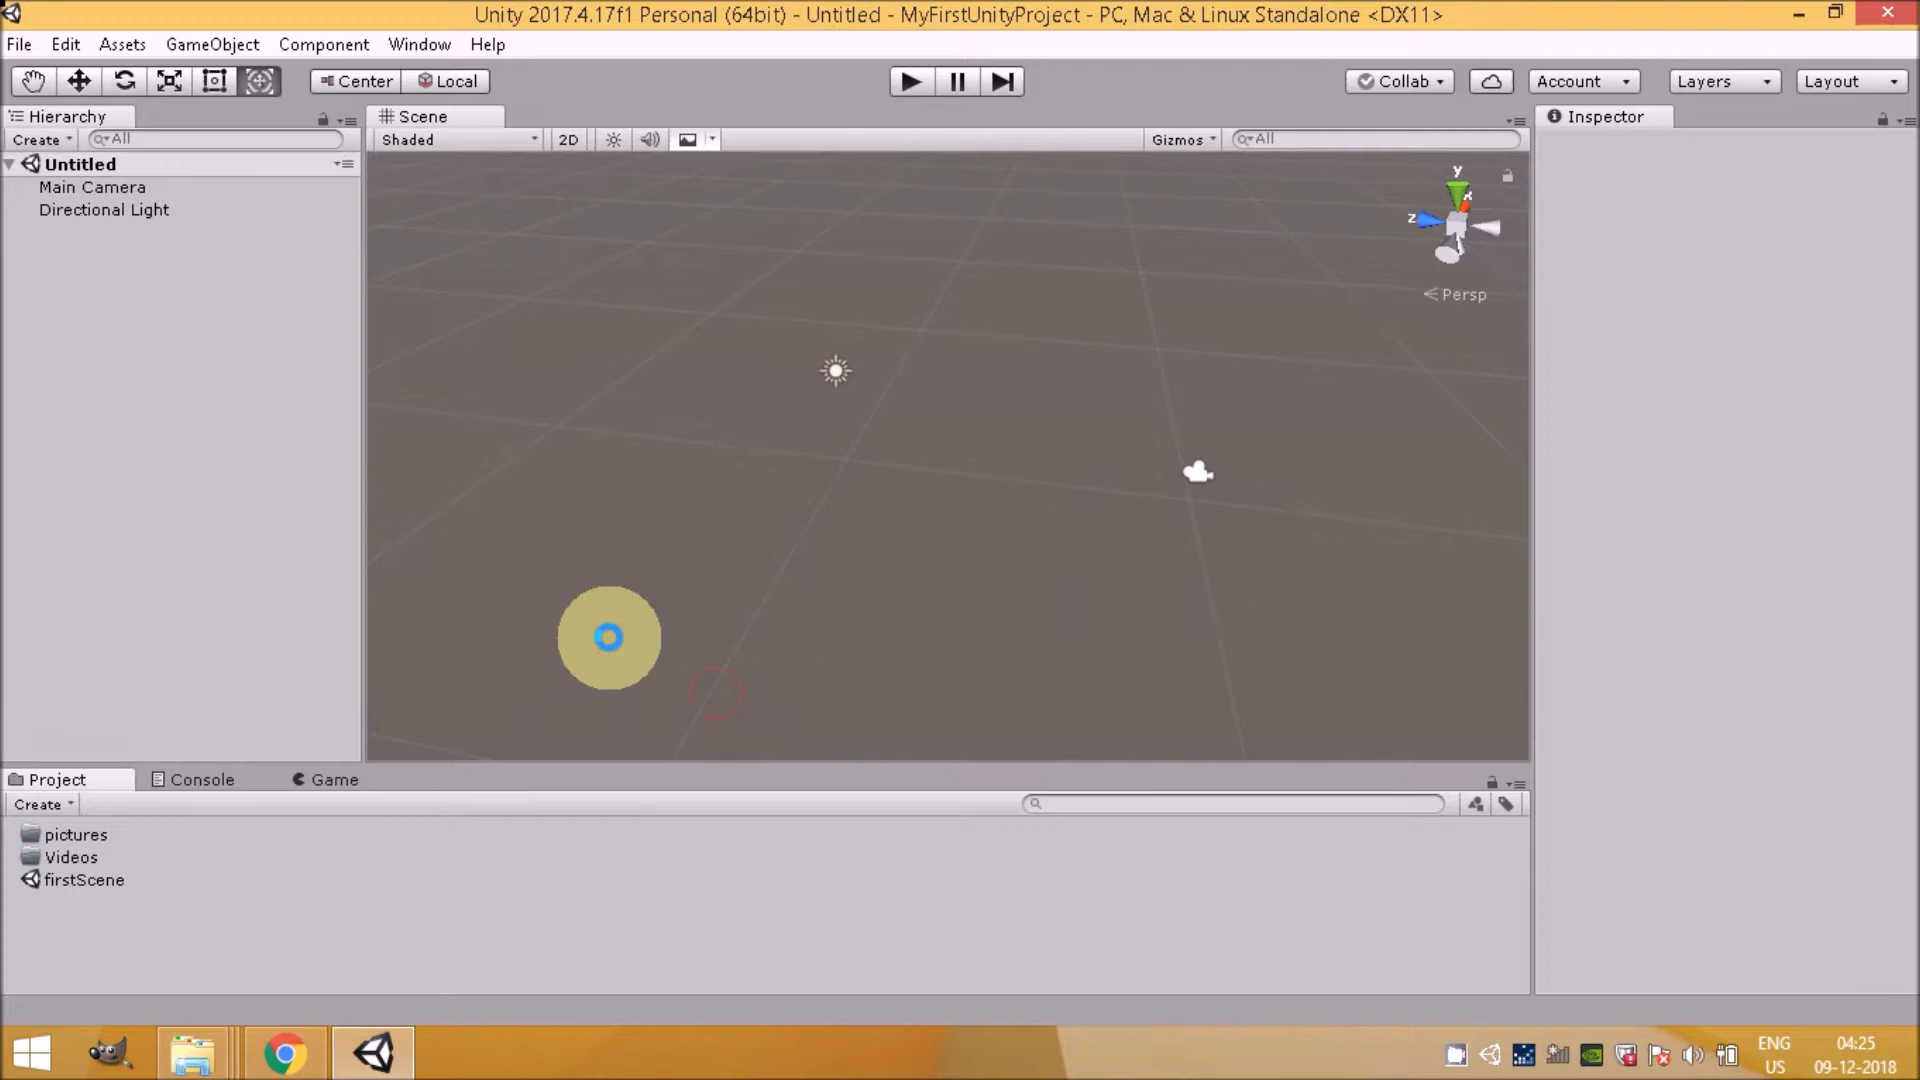 Unity 2017.4.17f1 Personal (64bit) - Untitled - MyFirstUnityProject - PC, Mac & Linux Standalone <DX11>
File Edit Assets GameObject Component Window Help
Center Local Collab Account Layers Layout
Hierarchy Scene Inspector
Create All Shaded 2D Gizmos All
Untitled
Main Camera
Directional Light
y
x
z
Persp
Project Console Game
Create
pictures
Videos
firstScene
ENG 04:25
US 09-12-2018